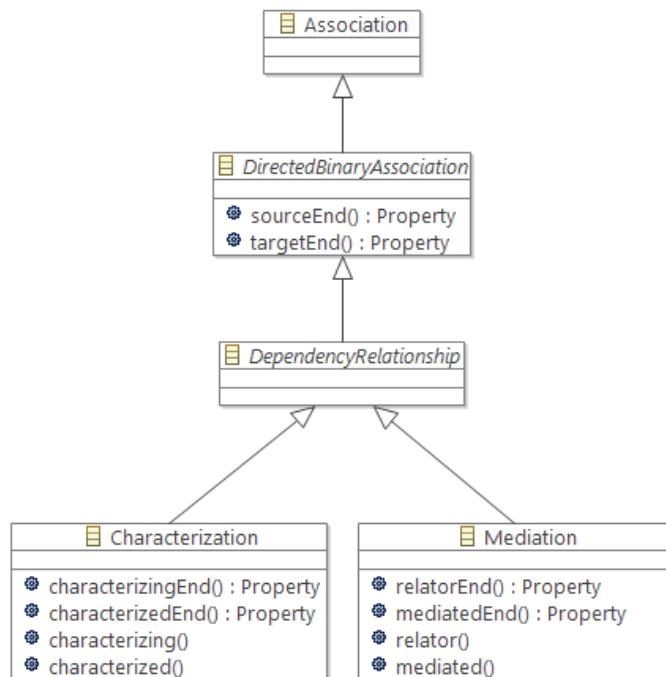 Association
DirectedBinaryAssociation
sourceEnd() : Property
targetEnd() : Property
DependencyRelationship
Characterization
characterizingEnd() : Property
characterizedEnd() : Property
characterizing()
characterized()
Mediation
relatorEnd() : Property
mediatedEnd() : Property
relator()
mediated()